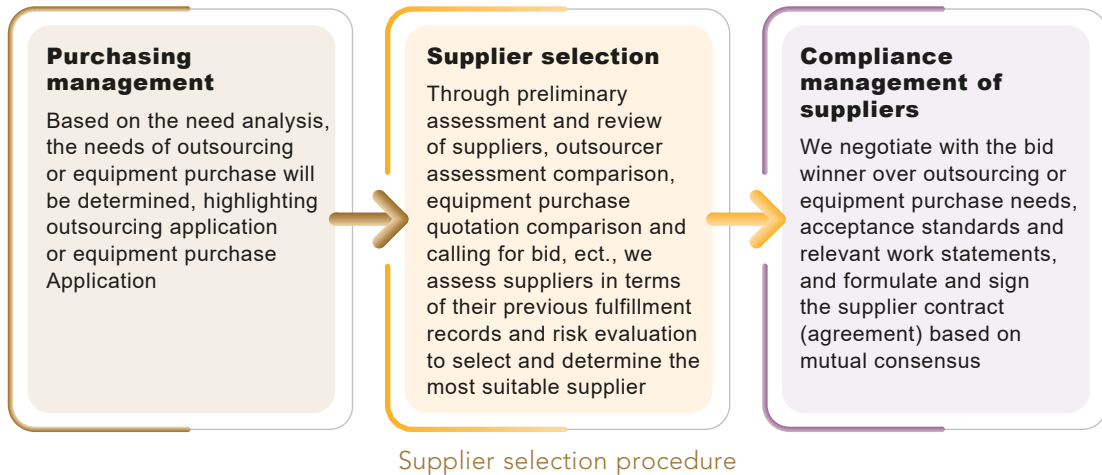 Purchasing
management
Based on the need analysis,
the needs of outsourcing
or equipment purchase will
be determined, highlighting
outsourcing application
or equipment purchase
Application
Supplier selection
Through preliminary
assessment and review
of suppliers, outsourcer
assessment comparison,
equipment purchase
quotation comparison and
calling for bid, ect., we
assess suppliers in terms
of their previous fulfillment
records and risk evaluation
to select and determine the
most suitable supplier
Compliance
management of
suppliers
We negotiate with the bid
winner over outsourcing or
equipment purchase needs,
acceptance standards and
relevant work statements,
and formulate and sign
the supplier contract
(agreement) based on
mutual consensus
Supplier selection procedure